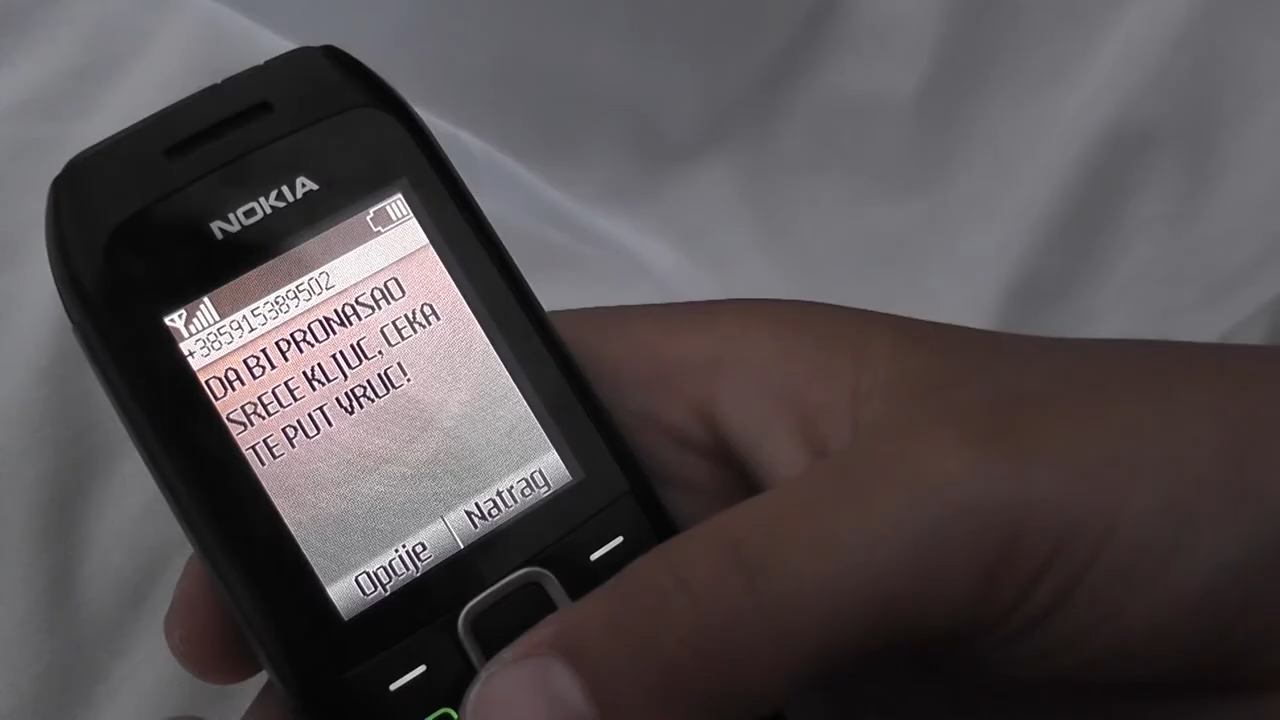 NOKIA
+385915389502
DA BI PRONASAO
SRECE KLJUC, CEKA
TE PUT VRUC!
Opcije Natrag